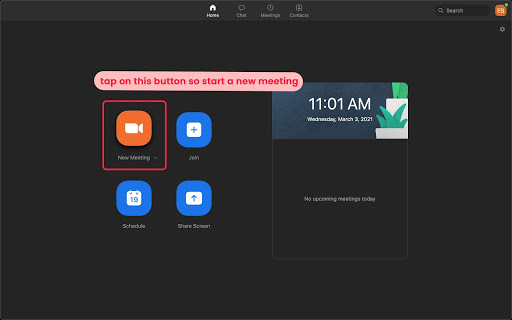 Home
Chat
Meetings
Contacts
Search
ES
tap on this button so start a new meeting
New Meeting
Join
19
Schedule
Share Screen
11:01 AM
Wednesday, March 3, 2021
No upcoming meetings today